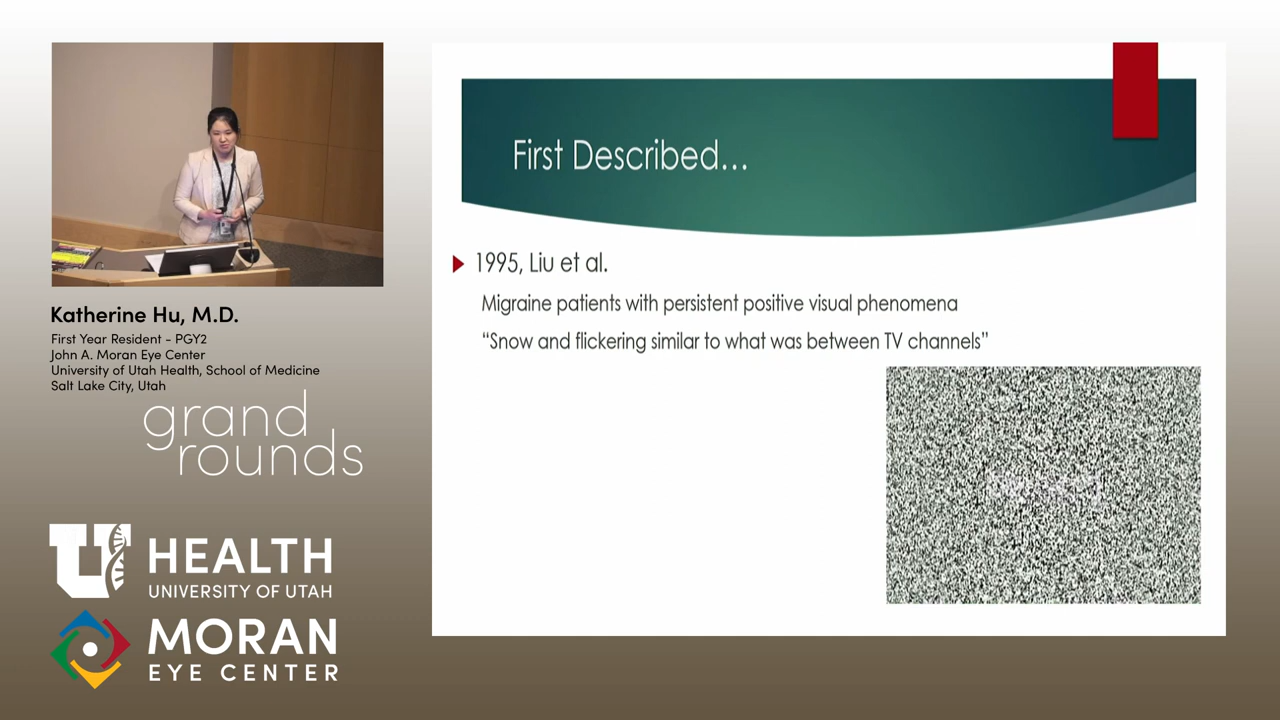 Katherine Hu, M.D.
First Year Resident - PGY2
John A. Moran Eye Center
University of Utah Health, School of Medicine
Salt Lake City, Utah
grand
rounds
U HEALTH
UNIVERSITY OF UTAH
MORAN
EYE CENTER
First Described...
1995, Liu et al.
Migraine patients with persistent positive visual phenomena
“Snow and flickering similar to what was between TV channels”